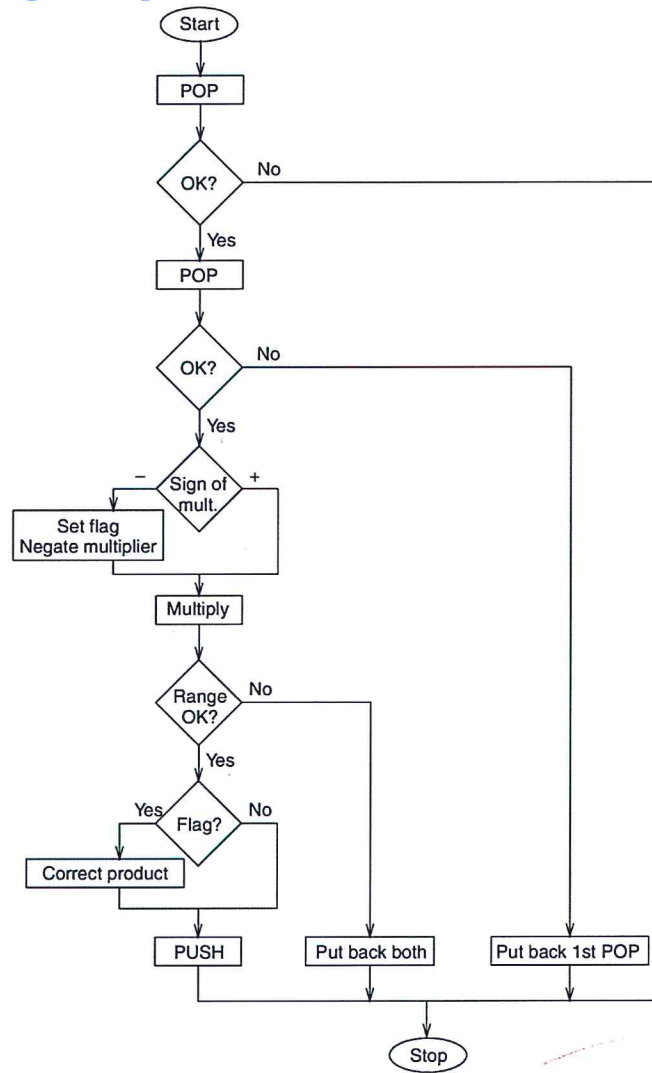 Start
POP
OK?
No
Yes
POP
OK?
No
Yes
–
Sign of
mult.
+
Set flag
Negate multiplier
Multiply
Range
OK?
No
Yes
Yes
Flag?
No
Correct product
PUSH
Put back both
Put back 1st POP
Stop